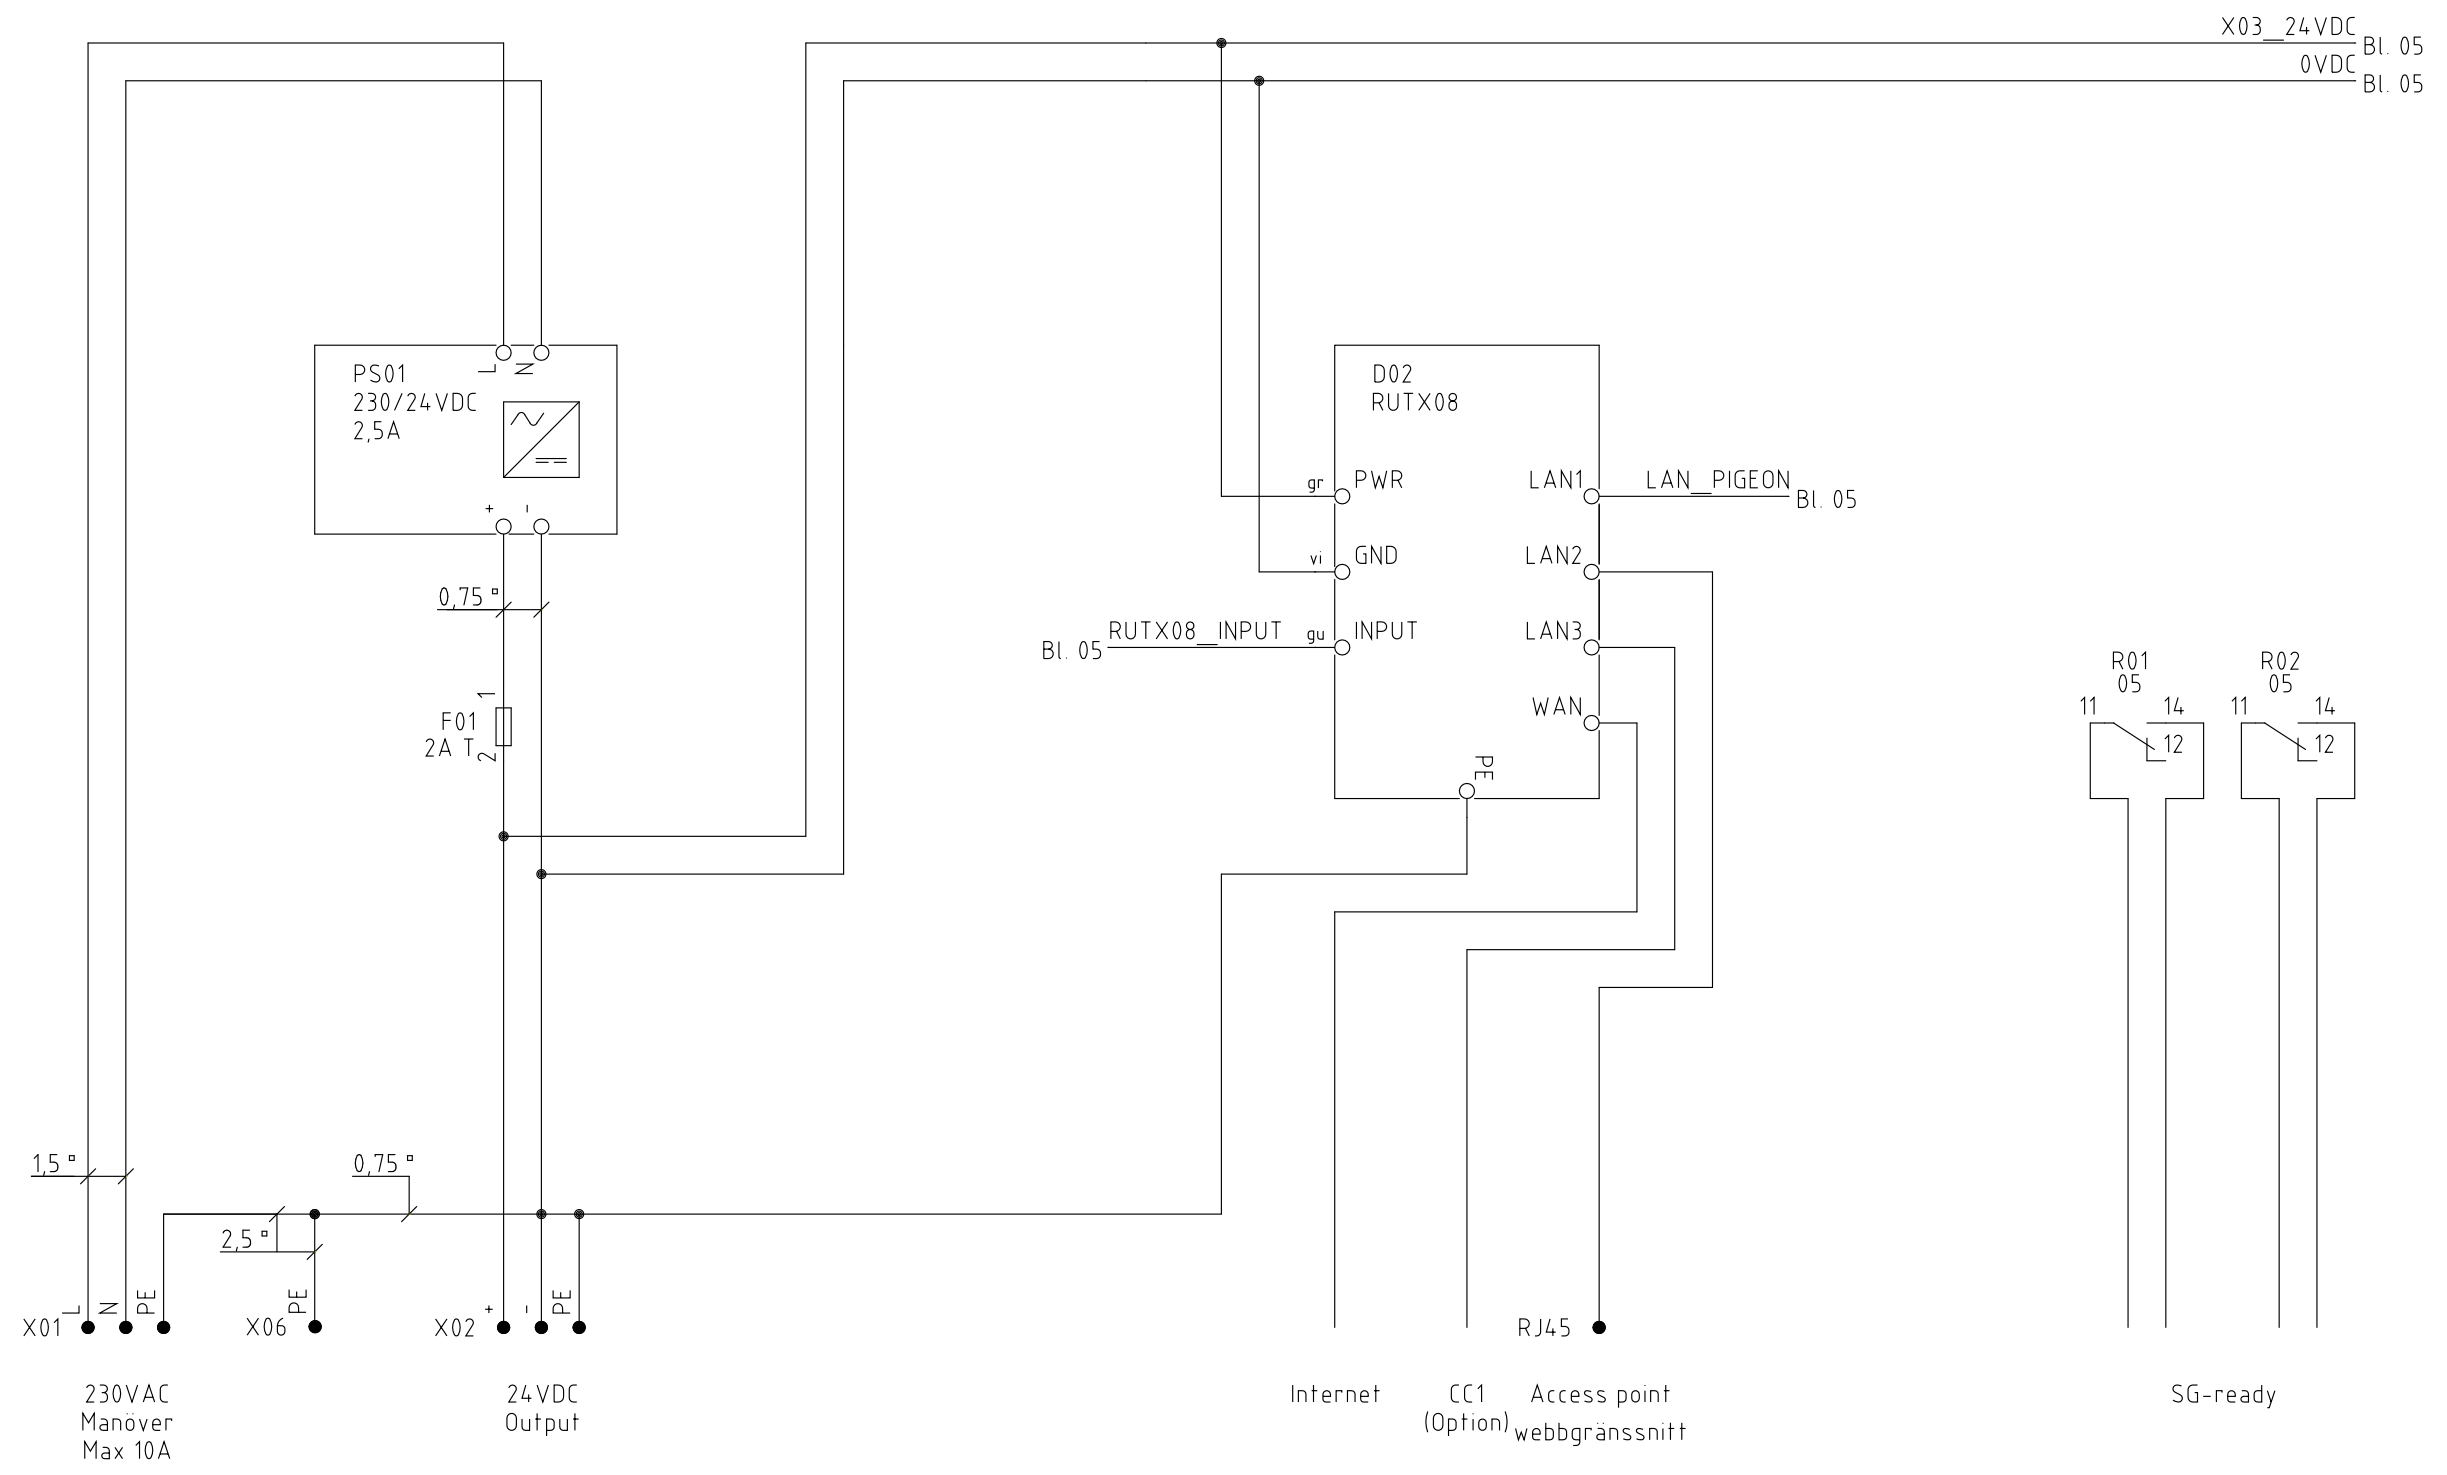 X03_24VDC
Bl. 05
0VDC
Bl. 05
PS01
230/24VDC
2,5A
L
N
+
-
D02
RUTX08
gr
PWR
LAN1
LAN_PIGEON
Bl. 05
vi
GND
LAN2
0,75
Bl. 05
RUTX08_INPUT
gu
INPUT
LAN3
WAN
PE
1
F01
2A T
2
R01
05
11
14
12
R02
05
11
14
12
1,5
0,75
2,5
X01
L
N
PE
X06
PE
X02
+
-
PE
RJ45
230VAC
Manöver
Max 10A
24VDC
Output
Internet
CC1
(Option)
Access point
webbgränssnitt
SG-ready